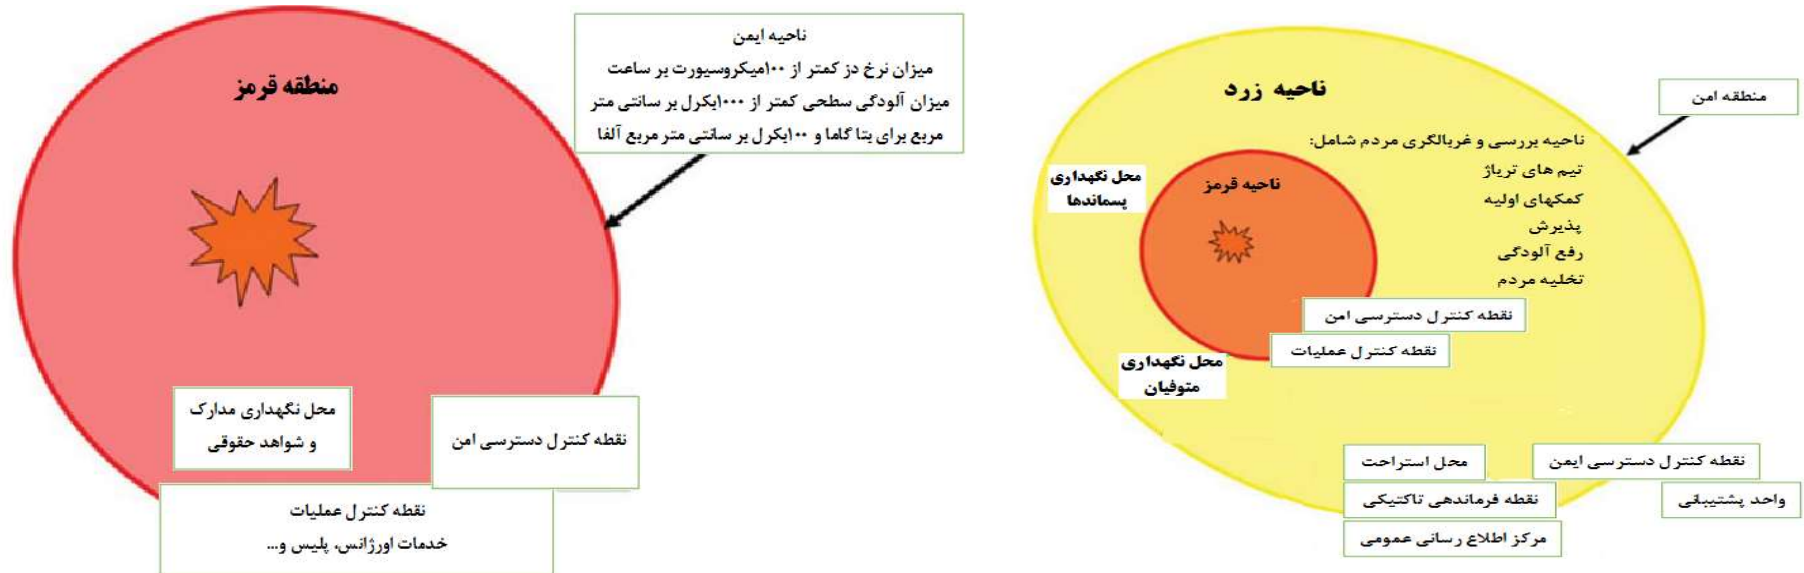 ناحیه ایمن
میزان نرخ دز کمتر از ۱۰۰میکروسیورت بر ساعت
میزان آلودگی سطحی کمتر از ۱۰۰۰بکرل بر سانتی متر
مربع برای بتا گاما و ۱۰۰بکرل بر سانتی متر مربع آلفا
منطقه قرمز
محل نگهداری مدارک
و شواهد حقوقی
نقطه کنترل دسترسی امن
نقطه کنترل عملیات
خدمات اورژانس، پلیس و...
ناحیه زرد
منطقه امن
ناحیه بررسی و غربالگری مردم شامل:
تیم های تریاژ
کمکهای اولیه
پذیرش
رفع آلودگی
تخلیه مردم
محل نگهداری
پسماندها
ناحیه قرمز
نقطه کنترل دسترسی امن
نقطه کنترل عملیات
محل نگهداری
متوفیان
محل استراحت
نقطه کنترل دسترسی ایمن
نقطه فرماندهی تاکتیکی
واحد پشتیبانی
مرکز اطلاع رسانی عمومی